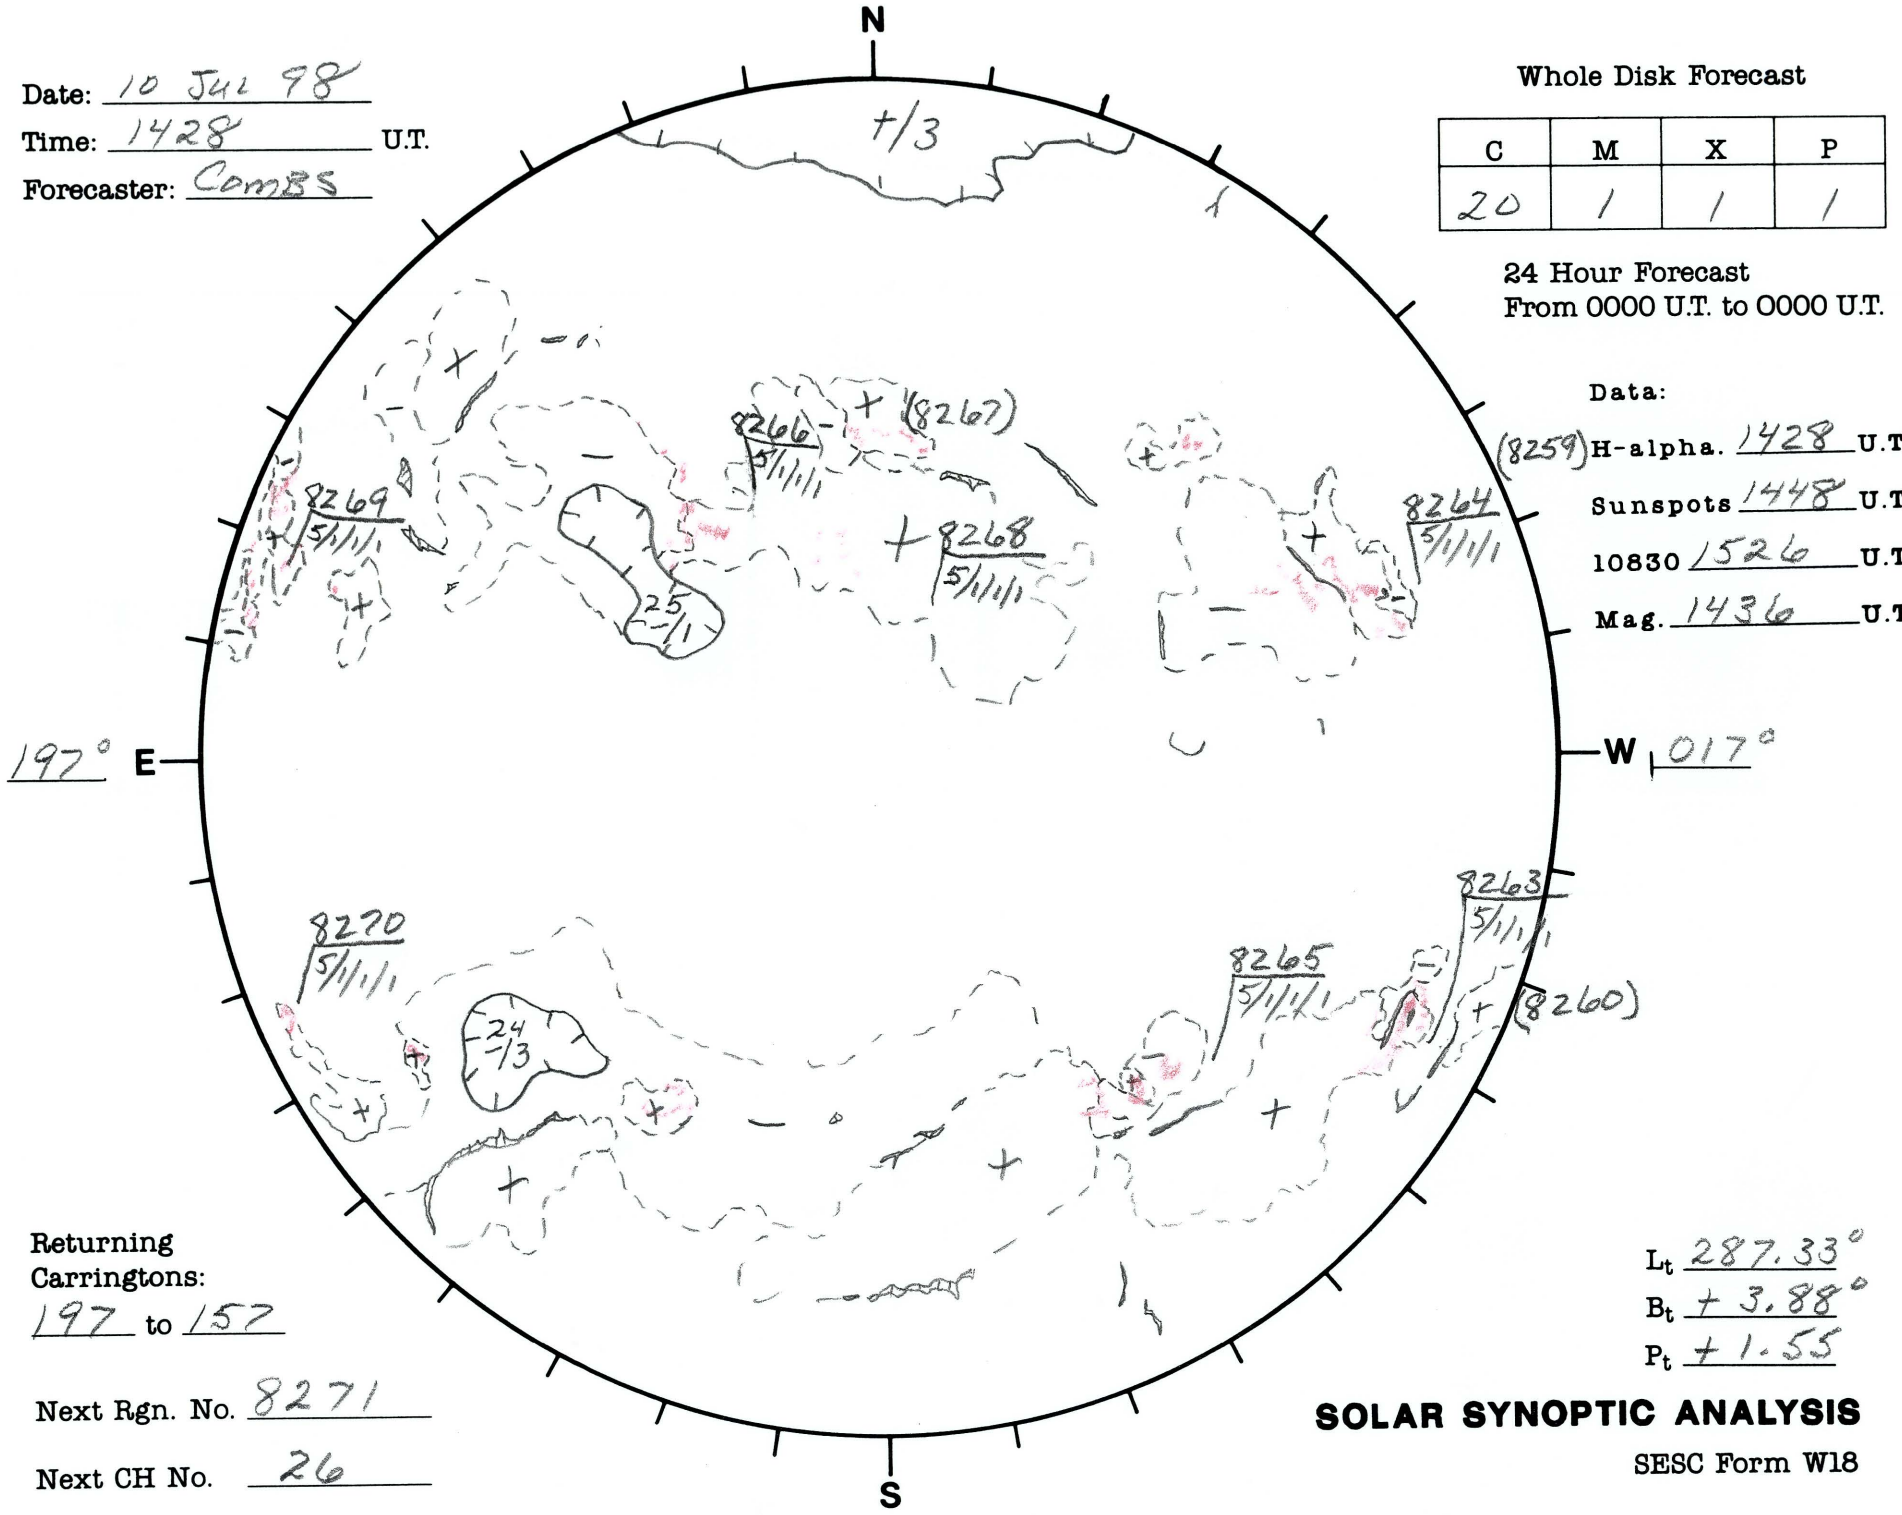 N
Date: 10 Jul 98
Time: 1428 U.T.
Forecaster: Combs
Whole Disk Forecast
C M X P
20 1 1 1
24 Hour Forecast
From 0000 U.T. to 0000 U.T.
Data:
(8259) H-alpha. 1428 U.T
Sunspots 1448 U.T
10830 1526 U.T
Mag. 1436 U.T
+/3
+
-
8266
5/1/1/1
-
+
(8267)
+
8269
5/1/1/1
+
+
-
25
-/1
+
8268
5/1/1/1
+
8264
5/1/1/1
-
-
197° E
W 017°
8263
5/1/1/1
8270
5/1/1/1
8265
5/1/1/1
-
+
(8260)
24
-/3
+
+
+
-
-
+
+
+
+
Returning
Carringtons:
197 to 157
Next Rgn. No. 8271
Next CH No. 26
Lt 287.33°
Bt + 3.88°
Pt + 1.55
SOLAR SYNOPTIC ANALYSIS
SESC Form W18
S